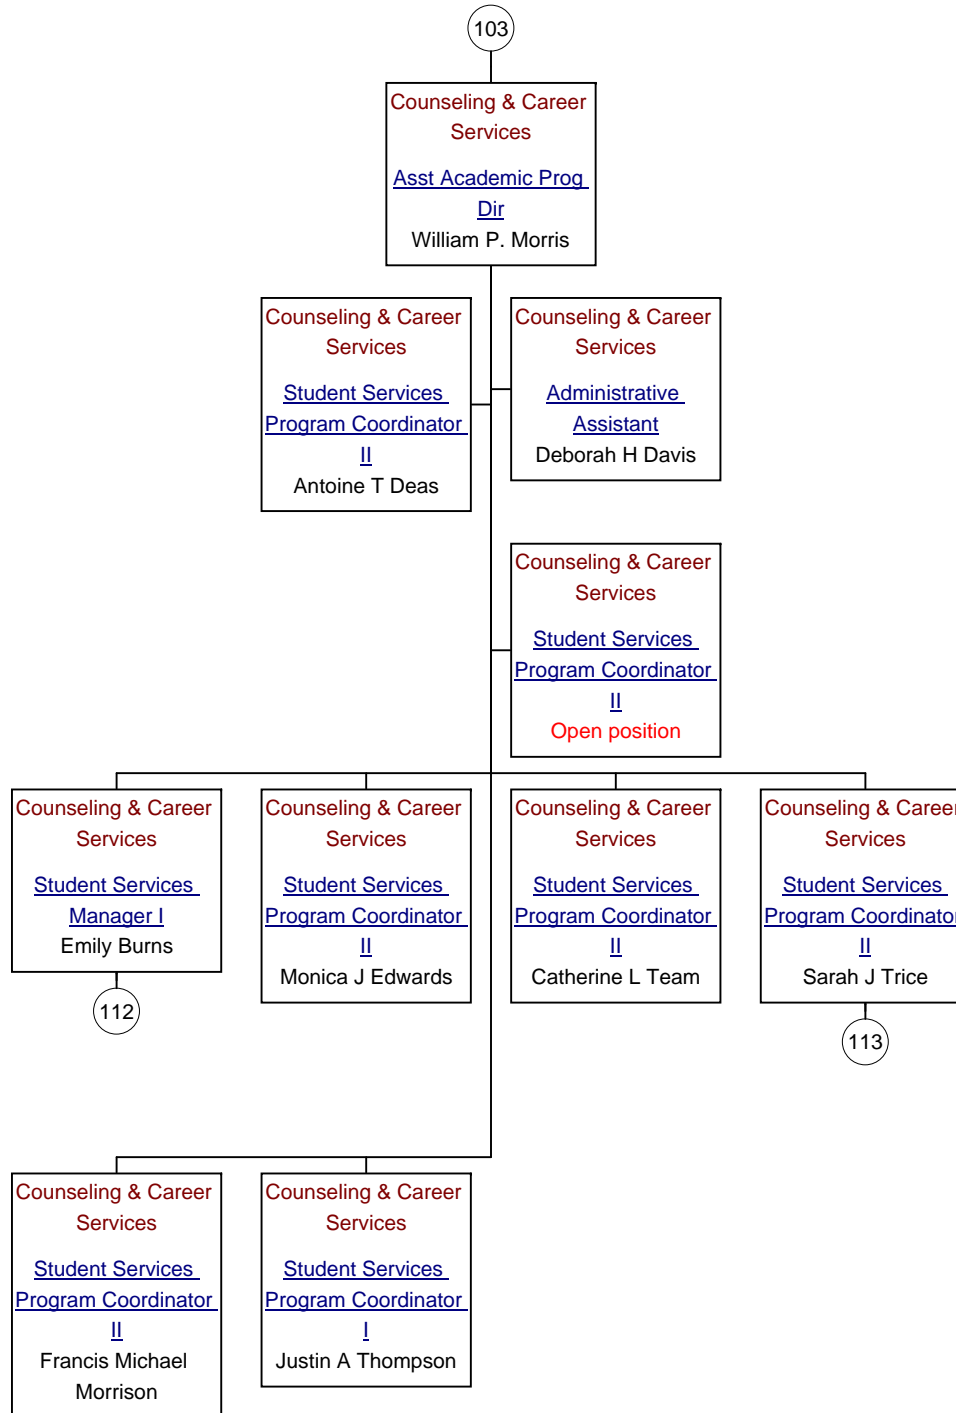 103
Counseling & Career
Services
Asst Academic Prog
Dir
William P. Morris
Counseling & Career
Services
Student Services
Program Coordinator
II
Antoine T Deas
Counseling & Career
Services
Administrative
Assistant
Deborah H Davis
Counseling & Career
Services
Student Services
Program Coordinator
II
Open position
Counseling & Career
Services
Student Services
Manager I
Emily Burns
112
Counseling & Career
Services
Student Services
Program Coordinator
II
Monica J Edwards
Counseling & Career
Services
Student Services
Program Coordinator
II
Catherine L Team
Counseling & Career
Services
Student Services
Program Coordinator
II
Sarah J Trice
113
Counseling & Career
Services
Student Services
Program Coordinator
II
Francis Michael
Morrison
Counseling & Career
Services
Student Services
Program Coordinator
I
Justin A Thompson